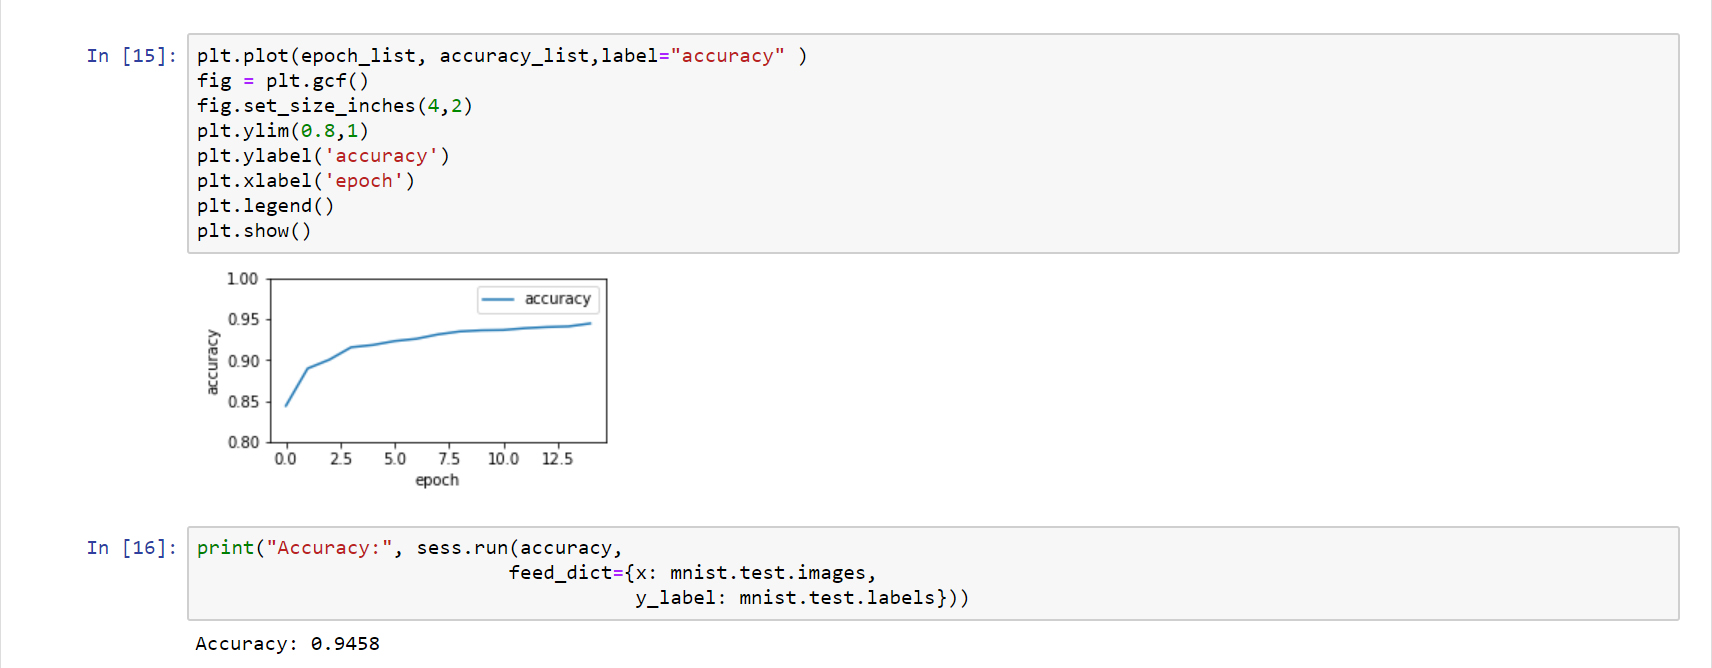 In [15]: plt.plot(epoch_list, accuracy_list,label="accuracy" )
fig = plt.gcf()
fig.set_size_inches(4,2)
plt.ylim(0.8,1)
plt.ylabel('accuracy')
plt.xlabel('epoch')
plt.legend()
plt.show()
1.00
accuracy
0.95
0.90
0.85
0.80
accuracy
0.0 2.5 5.0 7.5 10.0 12.5
epoch
In [16]: print("Accuracy:", sess.run(accuracy,
feed_dict={x: mnist.test.images,
y_label: mnist.test.labels}))
Accuracy: 0.9458